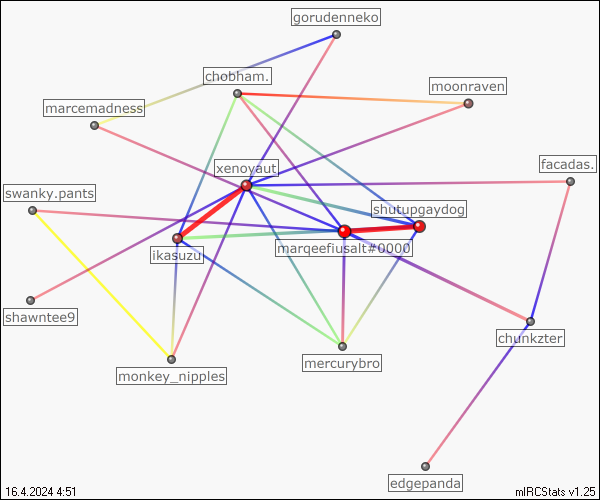 gorudenneko
chobham.
moonraven
marcemadness
xenoyaut
facadas.
swanky.pants
shutupgaydog
marqeefiusalt#0000
ikasuzu
shawntee9
chunkzter
mercurybro
monkey_nipples
edgepanda
16.4.2024 4:51
mIRCStats v1.25